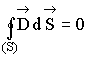 ∮(S) D⃗ d S⃗ = 0